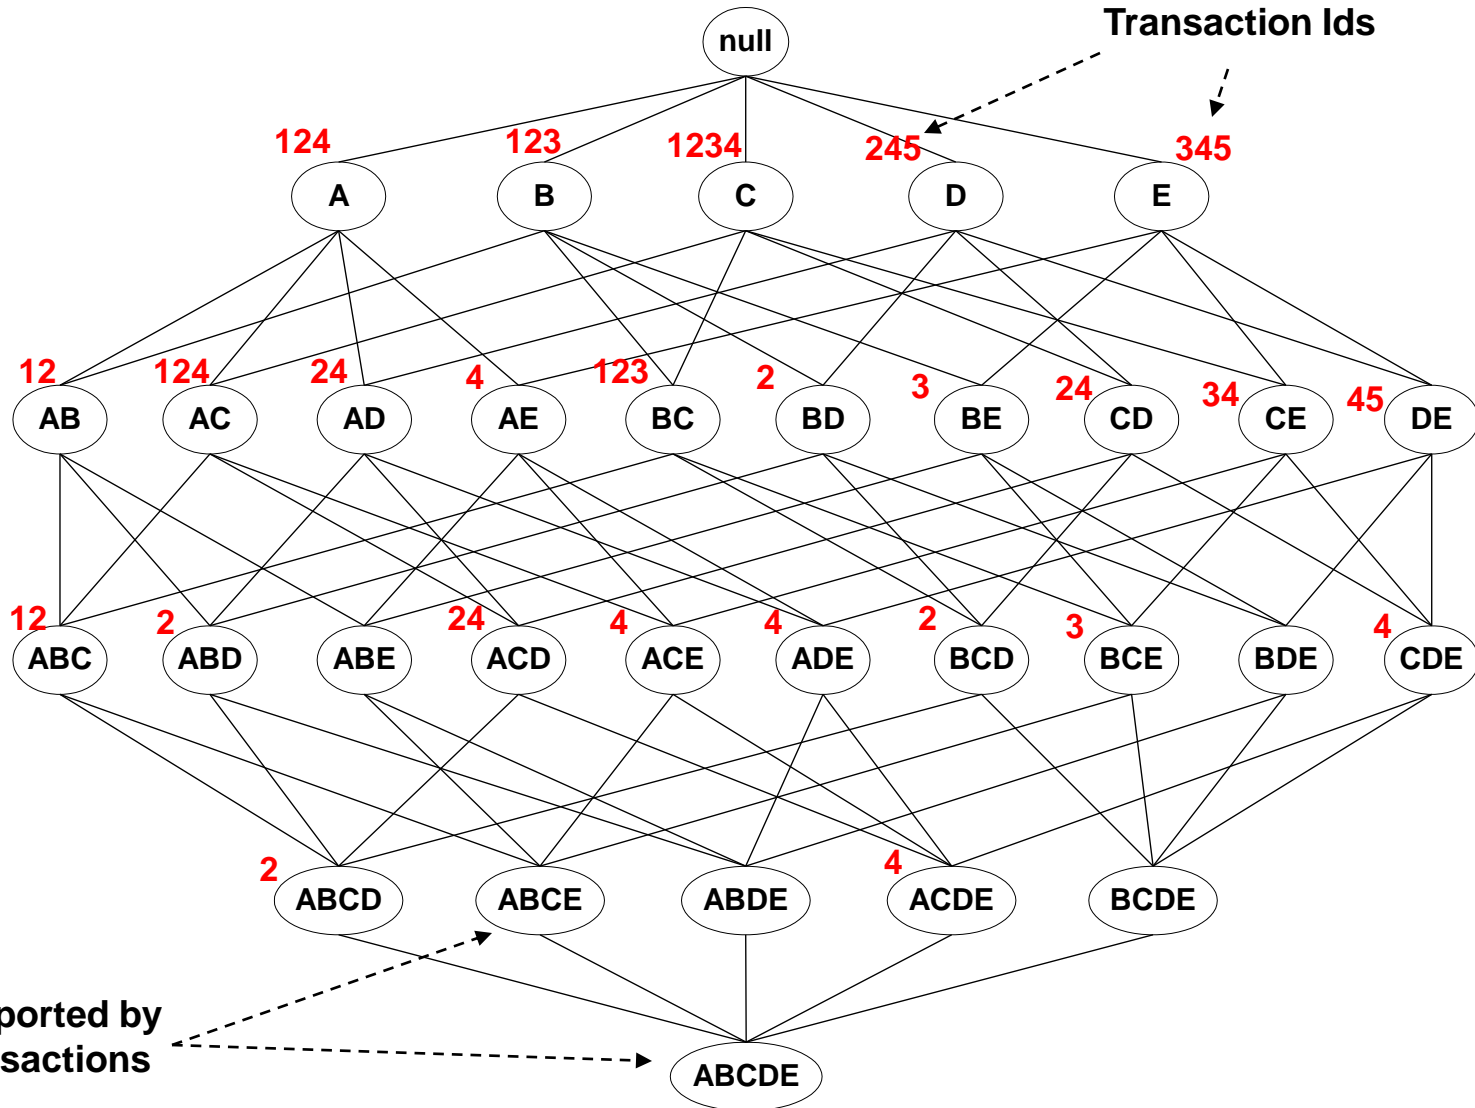 Transaction Ids
null
124 123 1234 245 345
A B C D E
12 124 24 4 123 2 3 24 34 45
AB AC AD AE BC BD BE CD CE DE
12 2 24 4 4 2 3 4
ABC ABD ABE ACD ACE ADE BCD BCE BDE CDE
2 4
ABCD ABCE ABDE ACDE BCDE
ported by
sactions
ABCDE